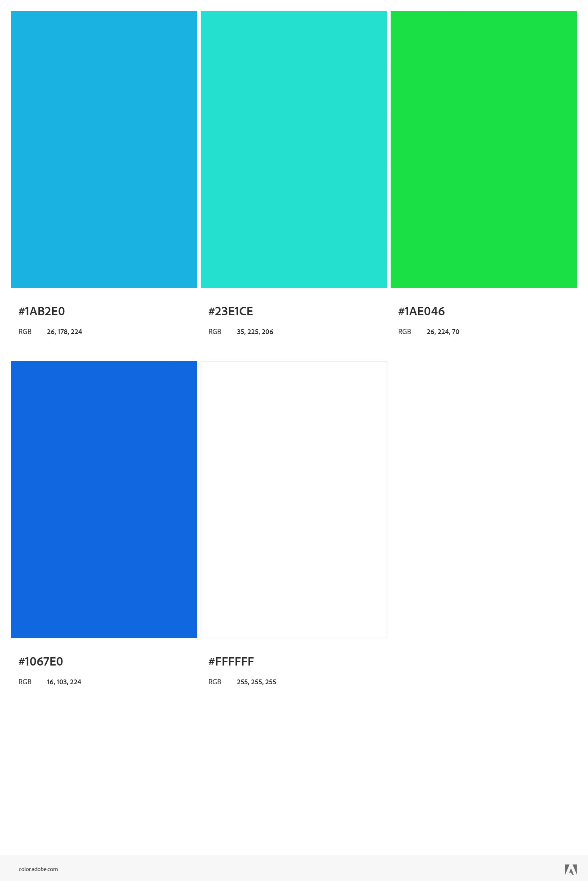 #1AB2E0
RGB 26, 178, 224
#23E1CE
RGB 35, 225, 206
#1AE046
RGB 26, 224, 70
#1067E0
RGB 16, 103, 224
#FFFFFF
RGB 255, 255, 255
color.adobe.com